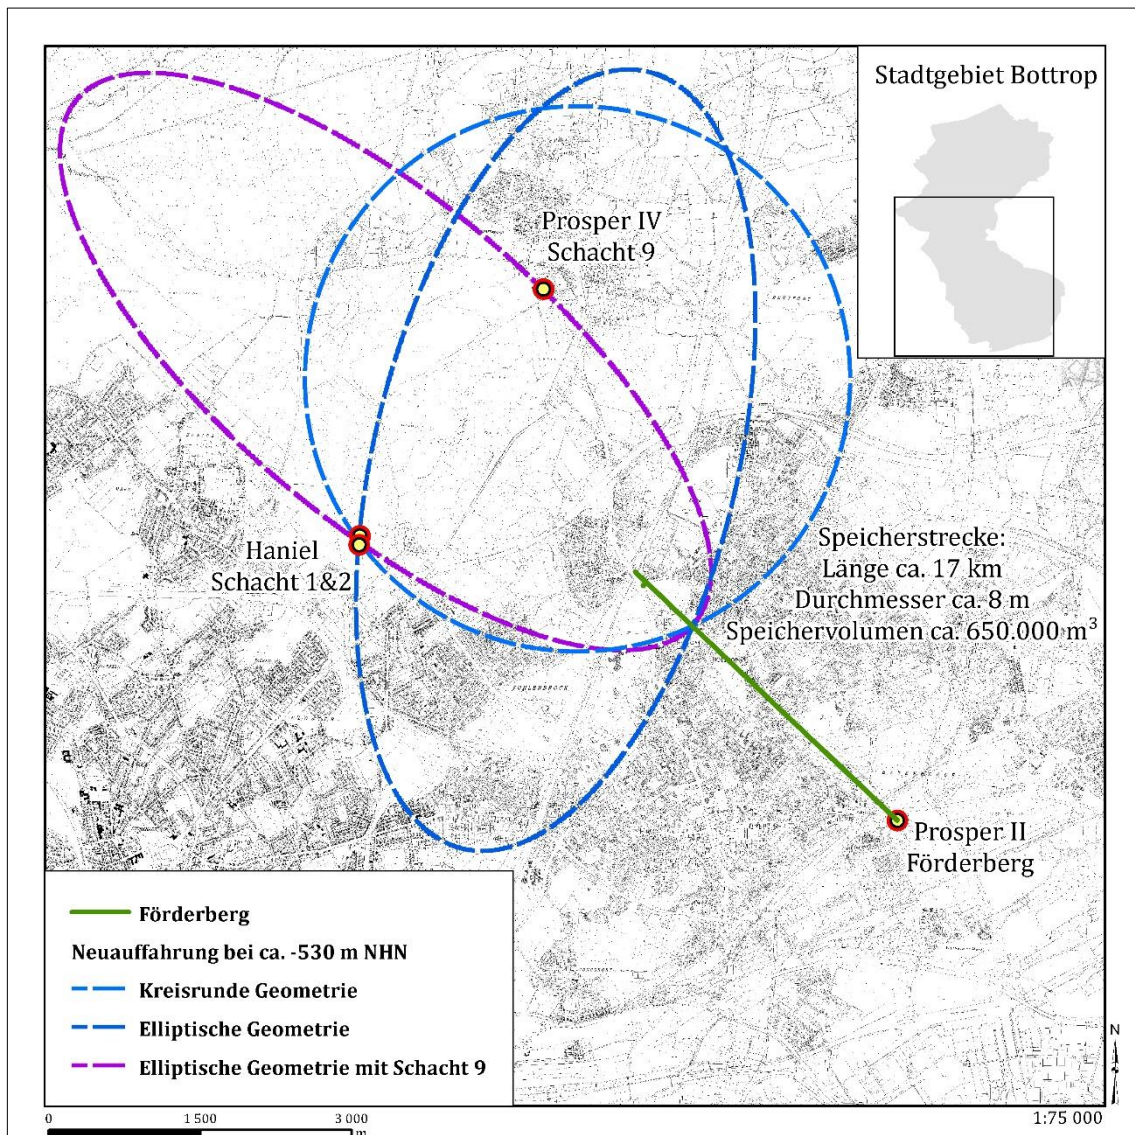 Stadtgebiet Bottrop
Prosper IV
Schacht 9
Haniel
Schacht 1&2
Speicherstrecke:
Länge ca. 17 km
Durchmesser ca. 8 m
Speichervolumen ca. 650.000 m³
Prosper II
Förderberg
Förderberg
Neuauffahrung bei ca. -530 m NHN
Kreisrunde Geometrie
Elliptische Geometrie
Elliptische Geometrie mit Schacht 9
N
0 1 500 3 000
m
1:75 000